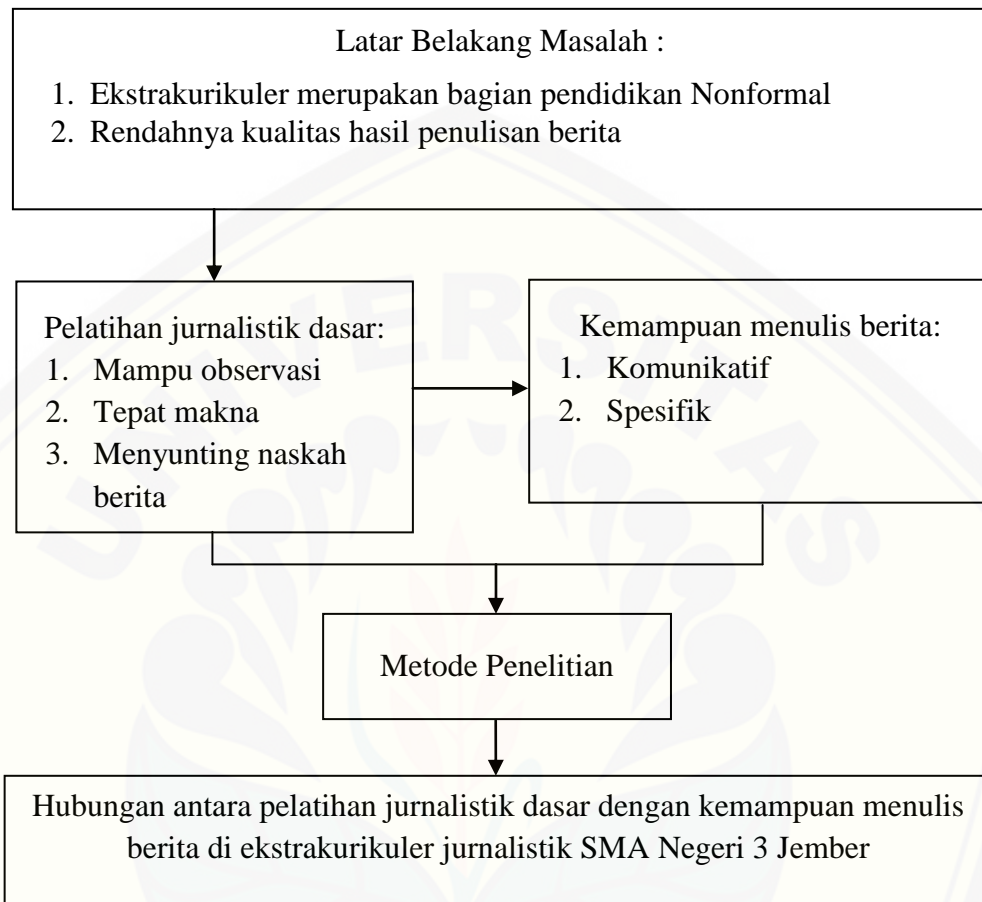 Latar Belakang Masalah :
1. Ekstrakurikuler merupakan bagian pendidikan Nonformal
2. Rendahnya kualitas hasil penulisan berita
Pelatihan jurnalistik dasar:
1. Mampu observasi
2. Tepat makna
3. Menyunting naskah
berita
Kemampuan menulis berita:
1. Komunikatif
2. Spesifik
UNIVERSITAS
Metode Penelitian
Hubungan antara pelatihan jurnalistik dasar dengan kemampuan menulis
berita di ekstrakurikuler jurnalistik SMA Negeri 3 Jember